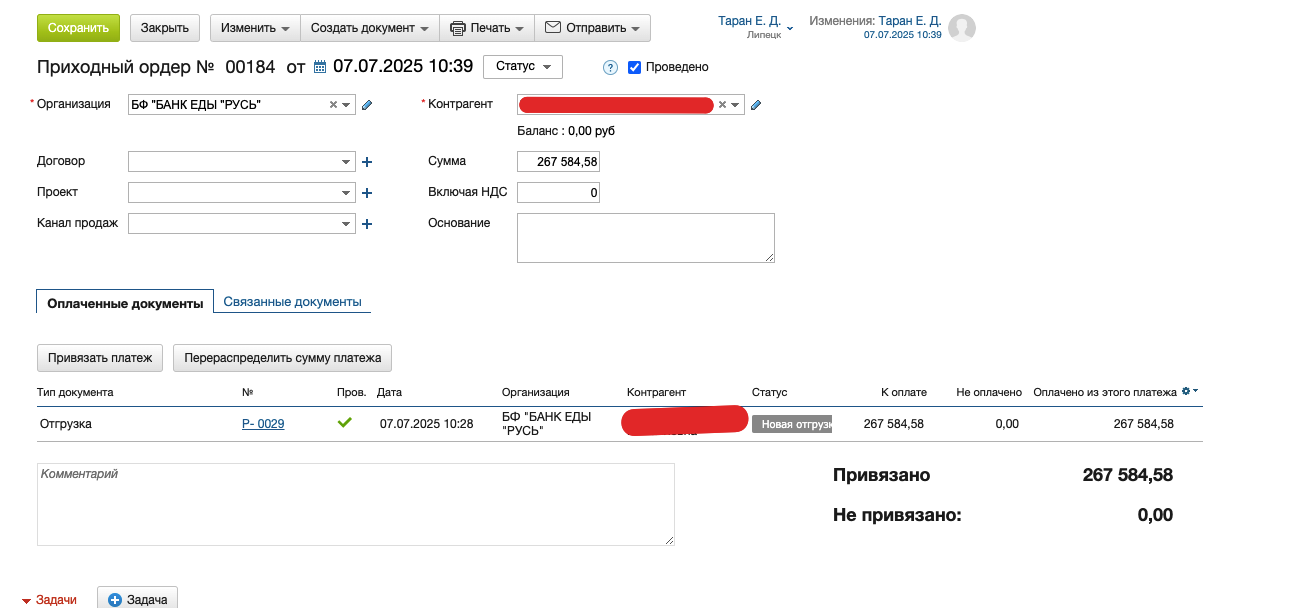 Сохранить Закрыть Изменить Создать документ Печать Отправить
Таран Е. Д. Изменения: Таран Е. Д.
Липецк 07.07.2025 10:39
Приходный ордер № 00184 от 07.07.2025 10:39 Статус ? Проведено
* Организация БФ "БАНК ЕДЫ "РУСЬ" * Контрагент
Баланс : 0,00 руб
Договор Сумма 267 584,58
Проект Включая НДС 0
Канал продаж Основание
Оплаченные документы Связанные документы
Привязать платеж Перераспределить сумму платежа
Тип документа № Пров. Дата Организация Контрагент Статус К оплате Не оплачено Оплачено из этого платежа
Отгрузка Р- 0029 07.07.2025 10:28 БФ "БАНК ЕДЫ "РУСЬ" Новая отгрузк 267 584,58 0,00 267 584,58
Комментарий
Привязано 267 584,58
Не привязано: 0,00
Задачи Задача